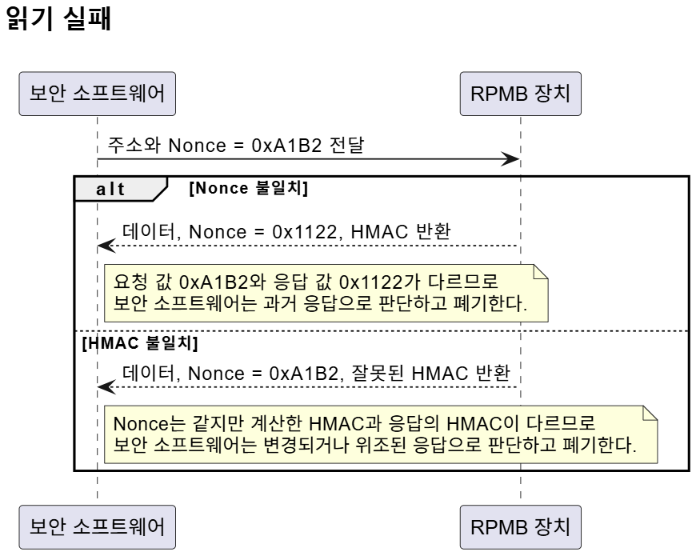 읽기 실패
보안 소프트웨어
RPMB 장치
주소와 Nonce = 0xA1B2 전달
alt
[Nonce 불일치]
데이터, Nonce = 0x1122, HMAC 반환
요청 값 0xA1B2와 응답 값 0x1122가 다르므로
보안 소프트웨어는 과거 응답으로 판단하고 폐기한다.
[HMAC 불일치]
데이터, Nonce = 0xA1B2, 잘못된 HMAC 반환
Nonce는 같지만 계산한 HMAC과 응답의 HMAC이 다르므로
보안 소프트웨어는 변경되거나 위조된 응답으로 판단하고 폐기한다.
보안 소프트웨어
RPMB 장치